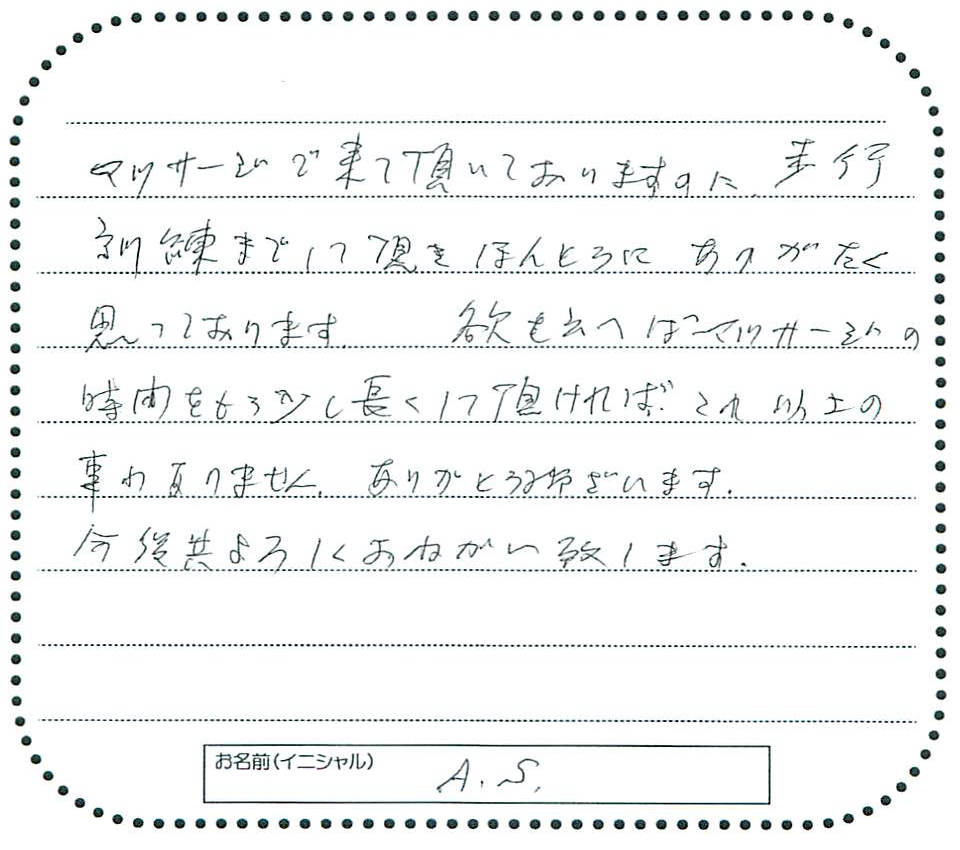 マッサージで来て頂いておりますのに、歩行
訓練までして頂きほんとうにありがたく
思っております。 欲を云へばマッサージの
時間をもう少し長くして頂ければ、これ以上の
事わありません。ありがとう御ざいます。
今後共よろしくおねがい致します。
お名前(イニシャル) A.S.